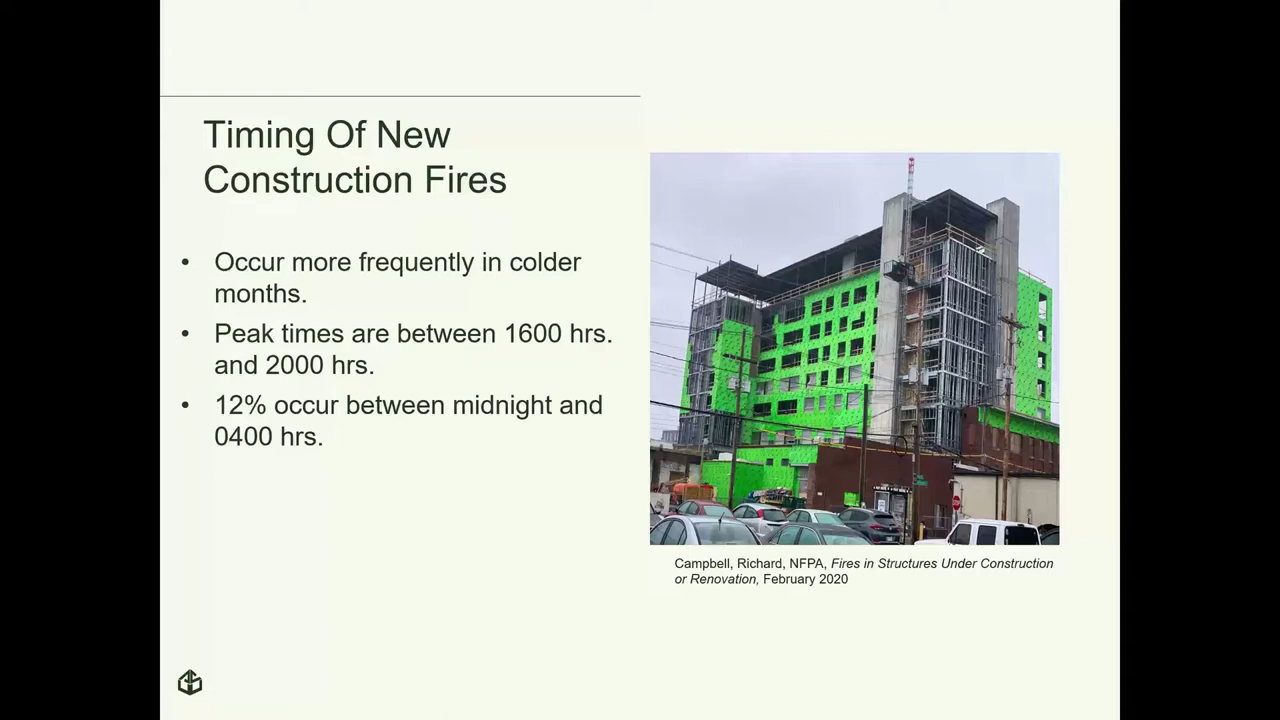 Timing Of New
Construction Fires
• Occur more frequently in colder
months.
• Peak times are between 1600 hrs.
and 2000 hrs.
• 12% occur between midnight and
0400 hrs.
Campbell, Richard, NFPA, Fires in Structures Under Construction
or Renovation, February 2020